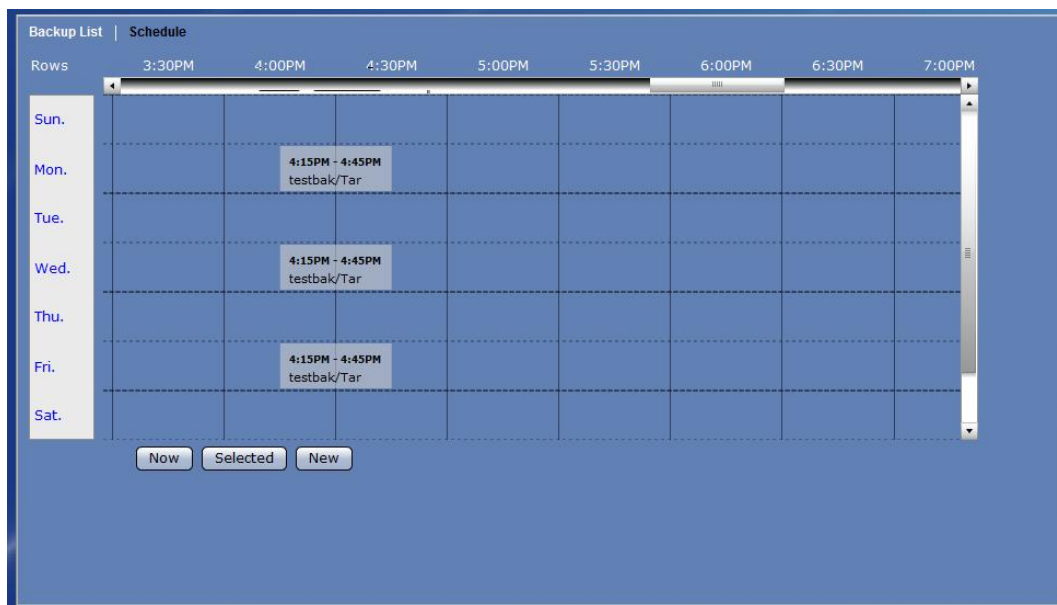 Backup List | Schedule
Rows 3:30PM 4:00PM 4:30PM 5:00PM 5:30PM 6:00PM 6:30PM 7:00PM
Sun.
Mon.
4:15PM - 4:45PM
testbak/Tar
Tue.
Wed.
4:15PM - 4:45PM
testbak/Tar
Thu.
Fri.
4:15PM - 4:45PM
testbak/Tar
Sat.
Now Selected New